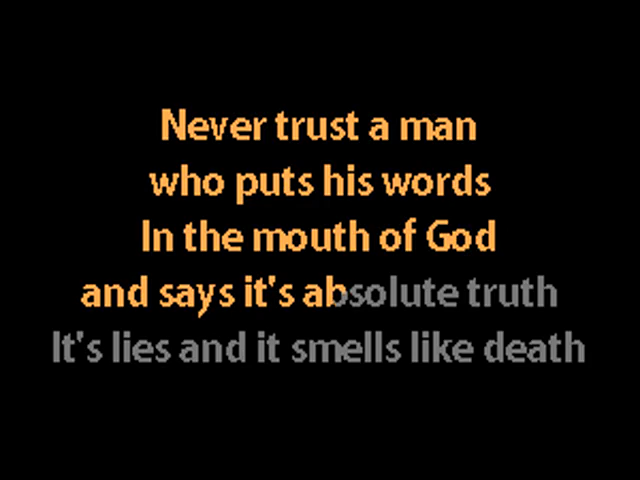 Never trust a man
who puts his words
In the mouth of God
and says it's absolute truth
It's lies and it smells like death